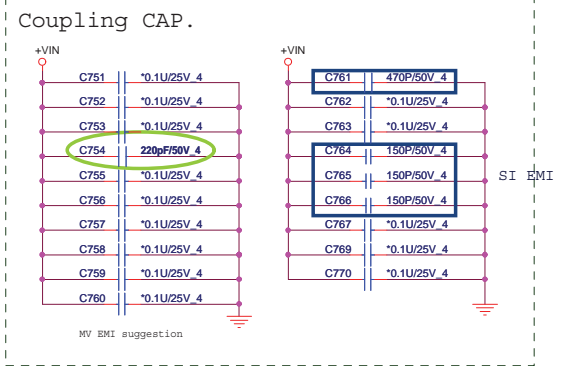 Coupling CAP.
+VIN
C751 *0.1U/25V_4
C752 *0.1U/25V_4
C753 *0.1U/25V_4
C754 220pF/50V_4
C755 *0.1U/25V_4
C756 *0.1U/25V_4
C757 *0.1U/25V_4
C758 *0.1U/25V_4
C759 *0.1U/25V_4
C760 *0.1U/25V_4
MV EMI suggestion
+VIN
C761 470P/50V_4
C762 *0.1U/25V_4
C763 *0.1U/25V_4
C764 150P/50V_4
C765 150P/50V_4
C766 150P/50V_4
C767 *0.1U/25V_4
C769 *0.1U/25V_4
C770 *0.1U/25V_4
SI EMI